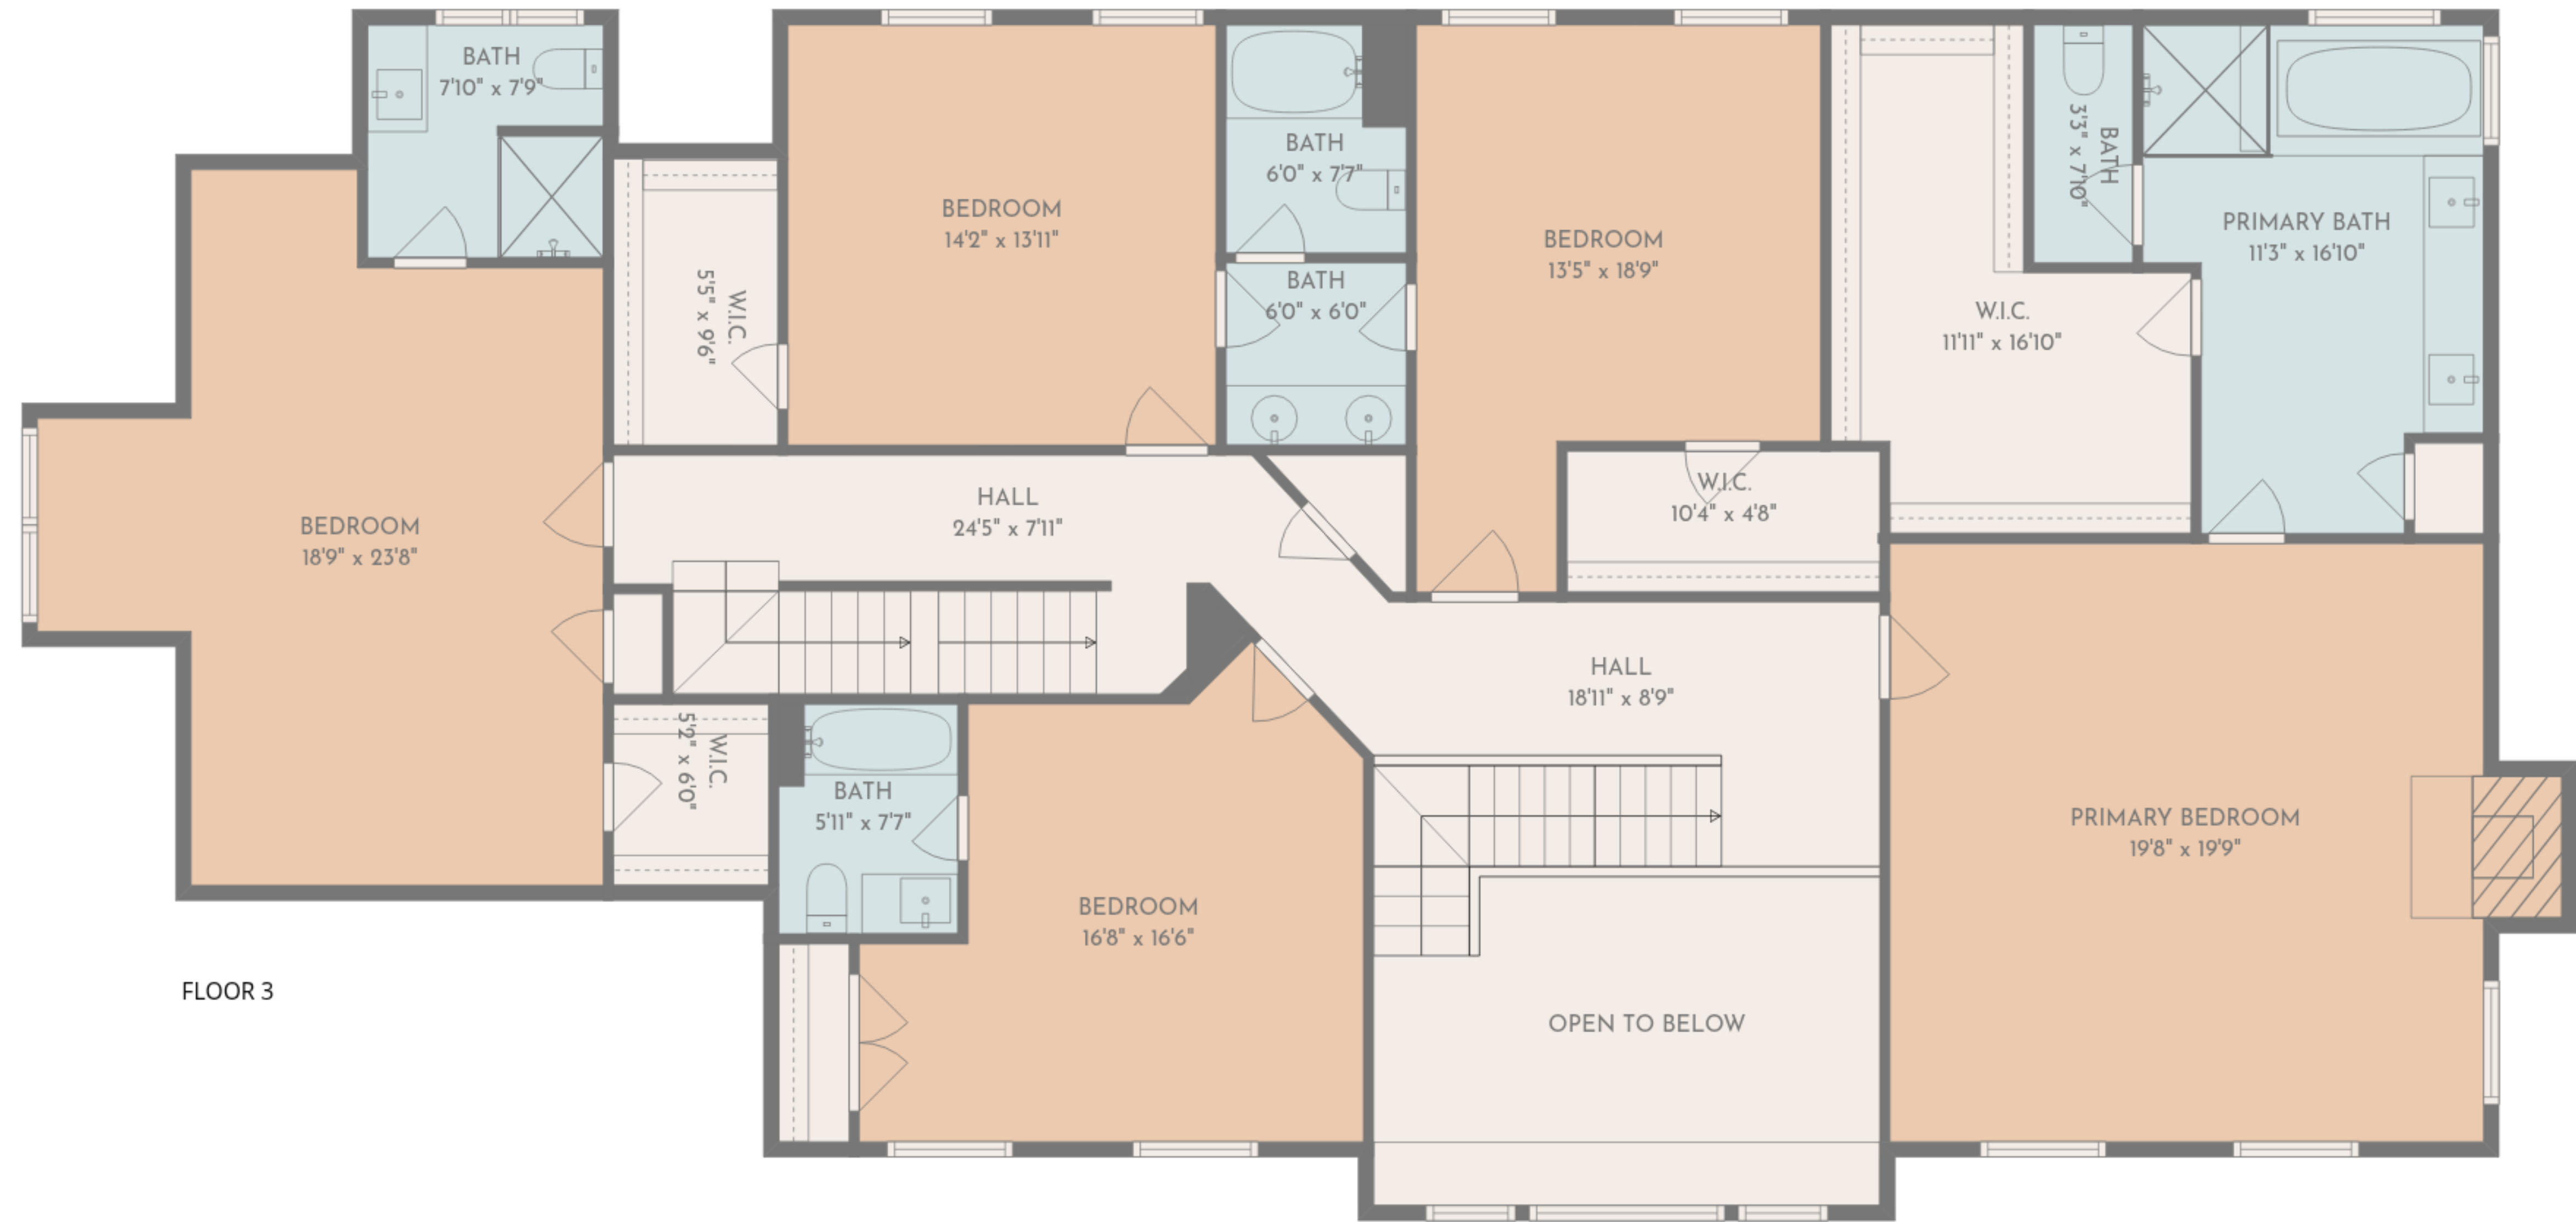 BATH
7'10" x 7'9"
BATH
6'0" x 7'7"
BATH
3'3" x 7'10"
BEDROOM
14'2" x 13'11"
BEDROOM
13'5" x 18'9"
PRIMARY BATH
11'3" x 16'10"
W.I.C.
5'5" x 9'6"
BATH
6'0" x 6'0"
W.I.C.
11'11" x 16'10"
BEDROOM
18'9" x 23'8"
HALL
24'5" x 7'11"
W.I.C.
10'4" x 4'8"
HALL
18'11" x 8'9"
W.I.C.
5'2" x 6'0"
BATH
5'11" x 7'7"
PRIMARY BEDROOM
19'8" x 19'9"
BEDROOM
16'8" x 16'6"
FLOOR 3
OPEN TO BELOW